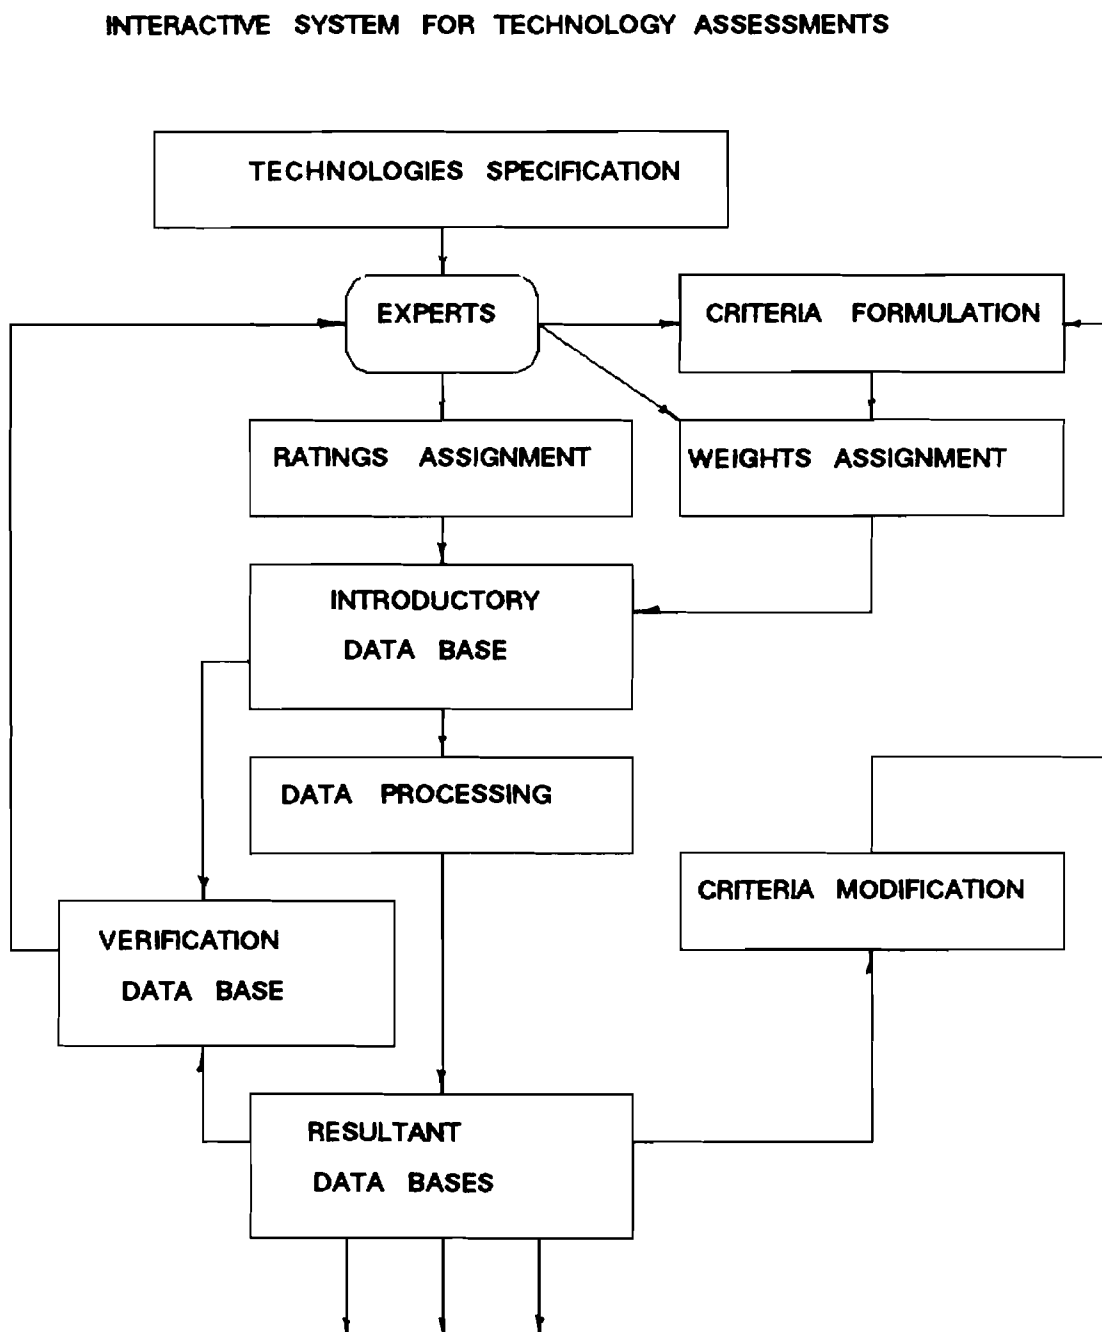 INTERACTIVE SYSTEM FOR TECHNOLOGY ASSESSMENTS
TECHNOLOGIES SPECIFICATION
EXPERTS
CRITERIA FORMULATION
RATINGS ASSIGNMENT
WEIGHTS ASSIGNMENT
INTRODUCTORY
DATA BASE
DATA PROCESSING
CRITERIA MODIFICATION
VERIFICATION
DATA BASE
RESULTANT
DATA BASES